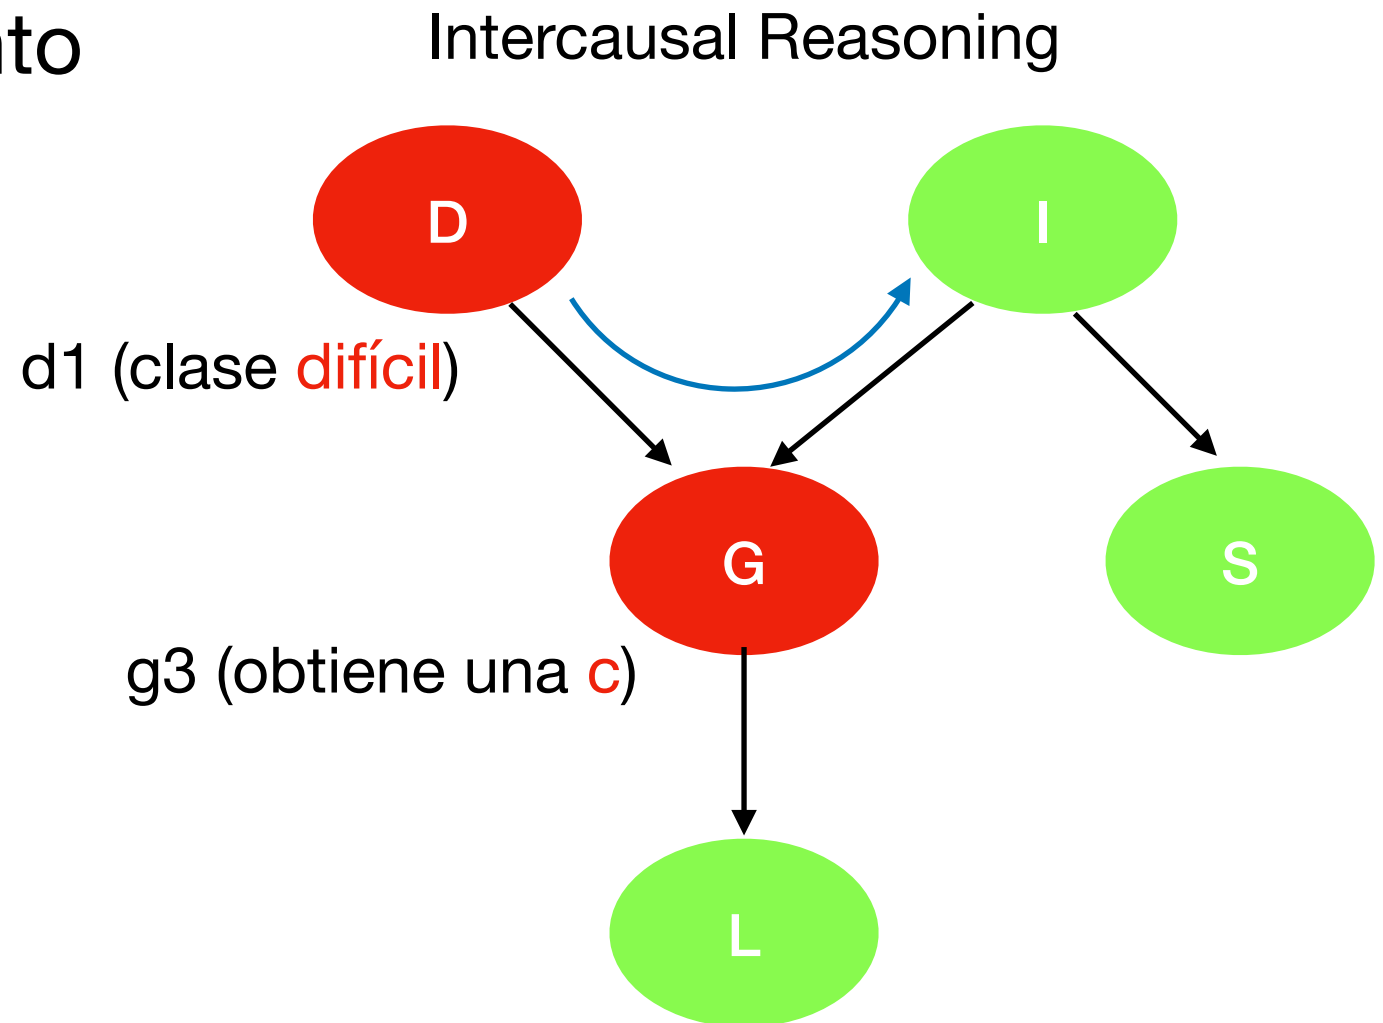 nto
Intercausal Reasoning
D
I
d1 (clase difícil)
G
S
g3 (obtiene una c)
L